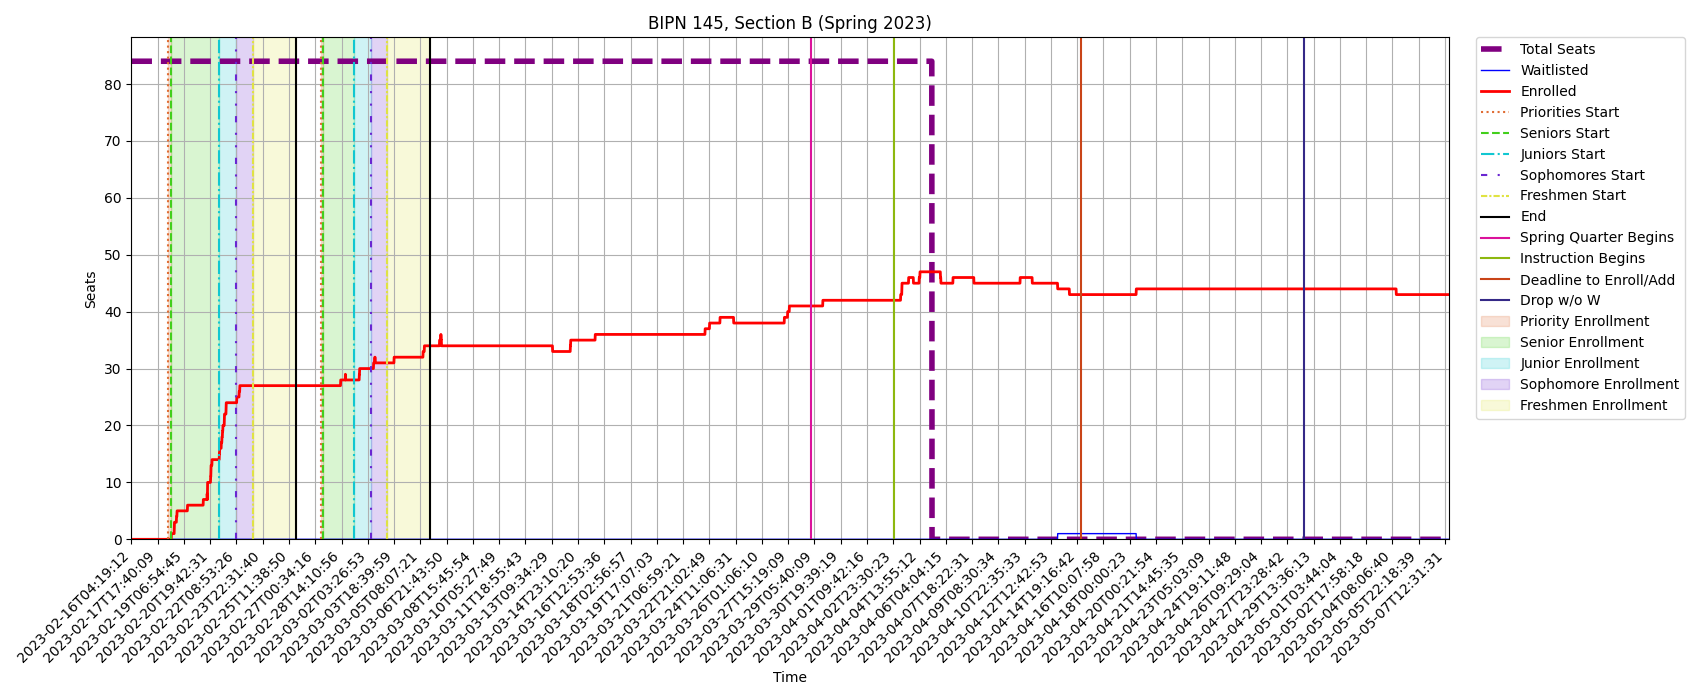 BIPN 145, Section B (Spring 2023)
Seats
80
70
60
50
40
30
20
10
0
2023-02-16T04:19:12
2023-02-17T17:40:09
2023-02-19T06:54:45
2023-02-20T19:42:31
2023-02-22T08:53:26
2023-02-23T22:31:40
2023-02-25T11:38:50
2023-02-27T00:34:16
2023-02-28T14:10:56
2023-03-02T03:26:53
2023-03-03T18:39:59
2023-03-05T08:07:21
2023-03-06T21:43:50
2023-03-08T15:45:54
2023-03-10T05:27:49
2023-03-11T18:55:43
2023-03-13T09:34:29
2023-03-14T23:10:20
2023-03-16T12:53:36
2023-03-18T02:56:57
2023-03-19T17:07:03
2023-03-21T06:59:21
2023-03-22T21:02:49
2023-03-24T11:06:31
2023-03-26T01:06:10
2023-03-27T15:19:09
2023-03-29T05:40:09
2023-03-30T19:39:19
2023-04-01T09:42:16
2023-04-02T23:30:23
2023-04-04T13:55:12
2023-04-06T04:04:15
2023-04-07T18:22:31
2023-04-09T08:30:34
2023-04-10T22:35:33
2023-04-12T12:42:53
2023-04-14T19:16:42
2023-04-16T10:07:58
2023-04-18T00:00:23
2023-04-20T00:21:54
2023-04-21T14:45:35
2023-04-23T05:03:09
2023-04-24T19:11:48
2023-04-26T09:29:04
2023-04-27T23:28:42
2023-04-29T13:36:13
2023-05-01T03:44:04
2023-05-02T17:58:18
2023-05-04T08:06:40
2023-05-05T22:18:39
2023-05-07T12:31:31
Time
Total Seats
Waitlisted
Enrolled
Priorities Start
Seniors Start
Juniors Start
Sophomores Start
Freshmen Start
End
Spring Quarter Begins
Instruction Begins
Deadline to Enroll/Add
Drop w/o W
Priority Enrollment
Senior Enrollment
Junior Enrollment
Sophomore Enrollment
Freshmen Enrollment